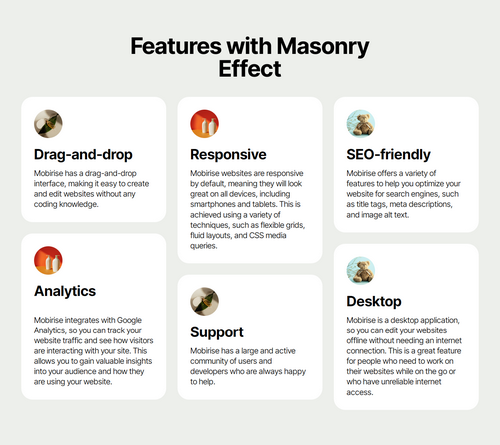 Features with Masonry
Effect
Drag-and-drop
Mobirise has a drag-and-drop
interface, making it easy to create
and edit websites without any
coding knowledge.
Analytics
Mobirise integrates with Google
Analytics, so you can track your
website traffic and see how visitors
are interacting with your site. This
allows you to gain valuable insights
into your audience and how they
are using your website.
Responsive
Mobirise websites are responsive
by default, meaning they will look
great on all devices, including
smartphones and tablets. This is
achieved using a variety of
techniques, such as flexible grids,
fluid layouts, and CSS media
queries.
Support
Mobirise has a large and active
community of users and
developers who are always happy
to help.
SEO-friendly
Mobirise offers a variety of
features to help you optimize your
website for search engines, such
as title tags, meta descriptions,
and image alt text.
Desktop
Mobirise is a desktop application,
so you can edit your websites
offline without needing an internet
connection. This is a great feature
for people who need to work on
their websites while on the go or
who have unreliable internet
access.